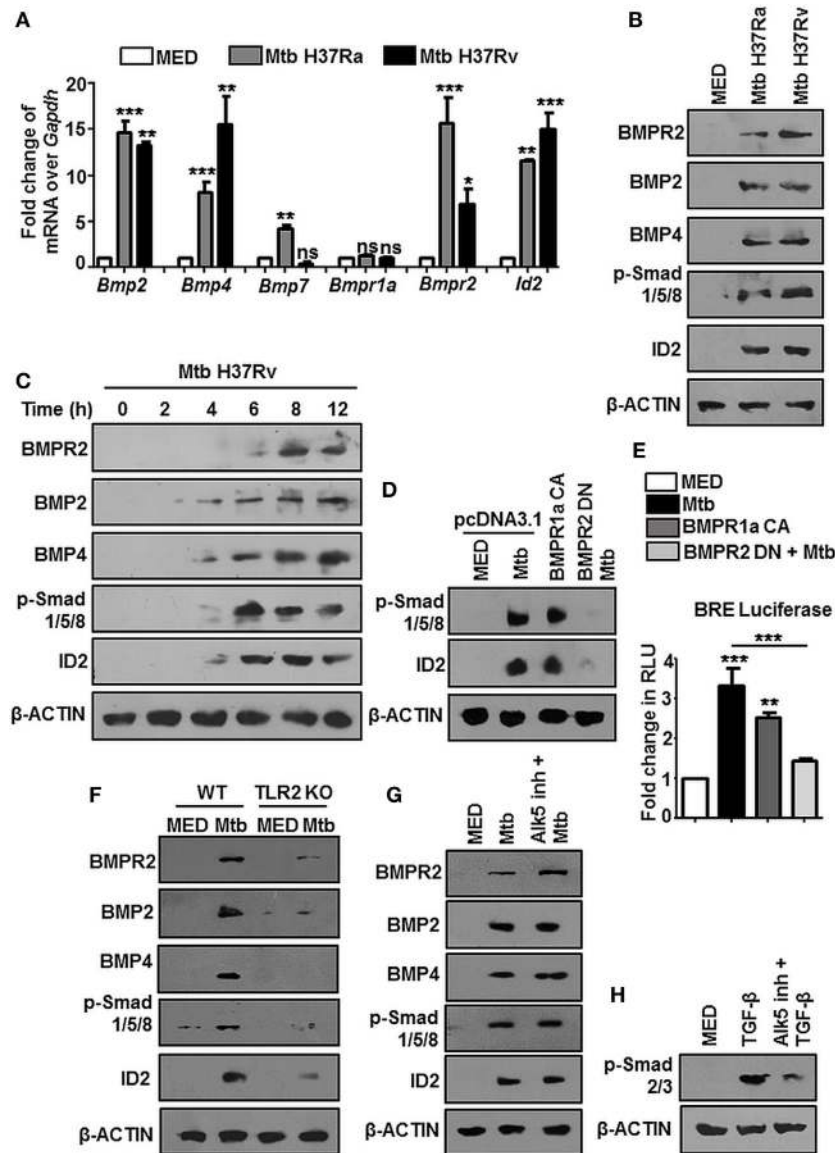 A
MED Mtb H37Ra Mtb H37Rv
Fold change of
mRNA over Gapdh
20
15
10
5
0
*** ** *** ** ** ns ns ns *** * ** ***
Bmp2 Bmp4 Bmp7 Bmpr1a Bmpr2 Id2
B
MED
Mtb H37Ra
Mtb H37Rv
BMPR2
BMP2
BMP4
p-Smad
1/5/8
ID2
β-ACTIN
C
Mtb H37Rv
Time (h) 0 2 4 6 8 12
BMPR2
BMP2
BMP4
p-Smad
1/5/8
ID2
β-ACTIN
D
pcDNA3.1
MED
Mtb
BMPR1a CA
BMPR2 DN
Mtb
p-Smad
1/5/8
ID2
β-ACTIN
E
MED
Mtb
BMPR1a CA
BMPR2 DN + Mtb
BRE Luciferase
Fold change in RLU
4
3
2
1
0
***
*** **
F
WT TLR2 KO
MED Mtb MED Mtb
BMPR2
BMP2
BMP4
p-Smad
1/5/8
ID2
β-ACTIN
G
MED
Mtb
Alk5 inh +
Mtb
BMPR2
BMP2
BMP4
p-Smad
1/5/8
ID2
β-ACTIN
H
MED
TGF-β
Alk5 inh +
TGF-β
p-Smad
2/3
β-ACTIN